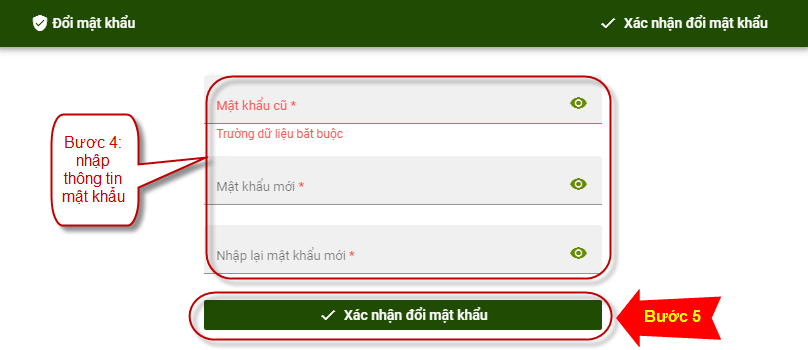 Đổi mật khẩu
Xác nhận đổi mật khẩu
Mật khẩu cũ *
Trường dữ liệu bắt buộc
Bươc 4:
nhập
thông tin
mật khẩu
Mật khẩu mới *
Nhập lại mật khẩu mới *
Xác nhận đổi mật khẩu
Bước 5